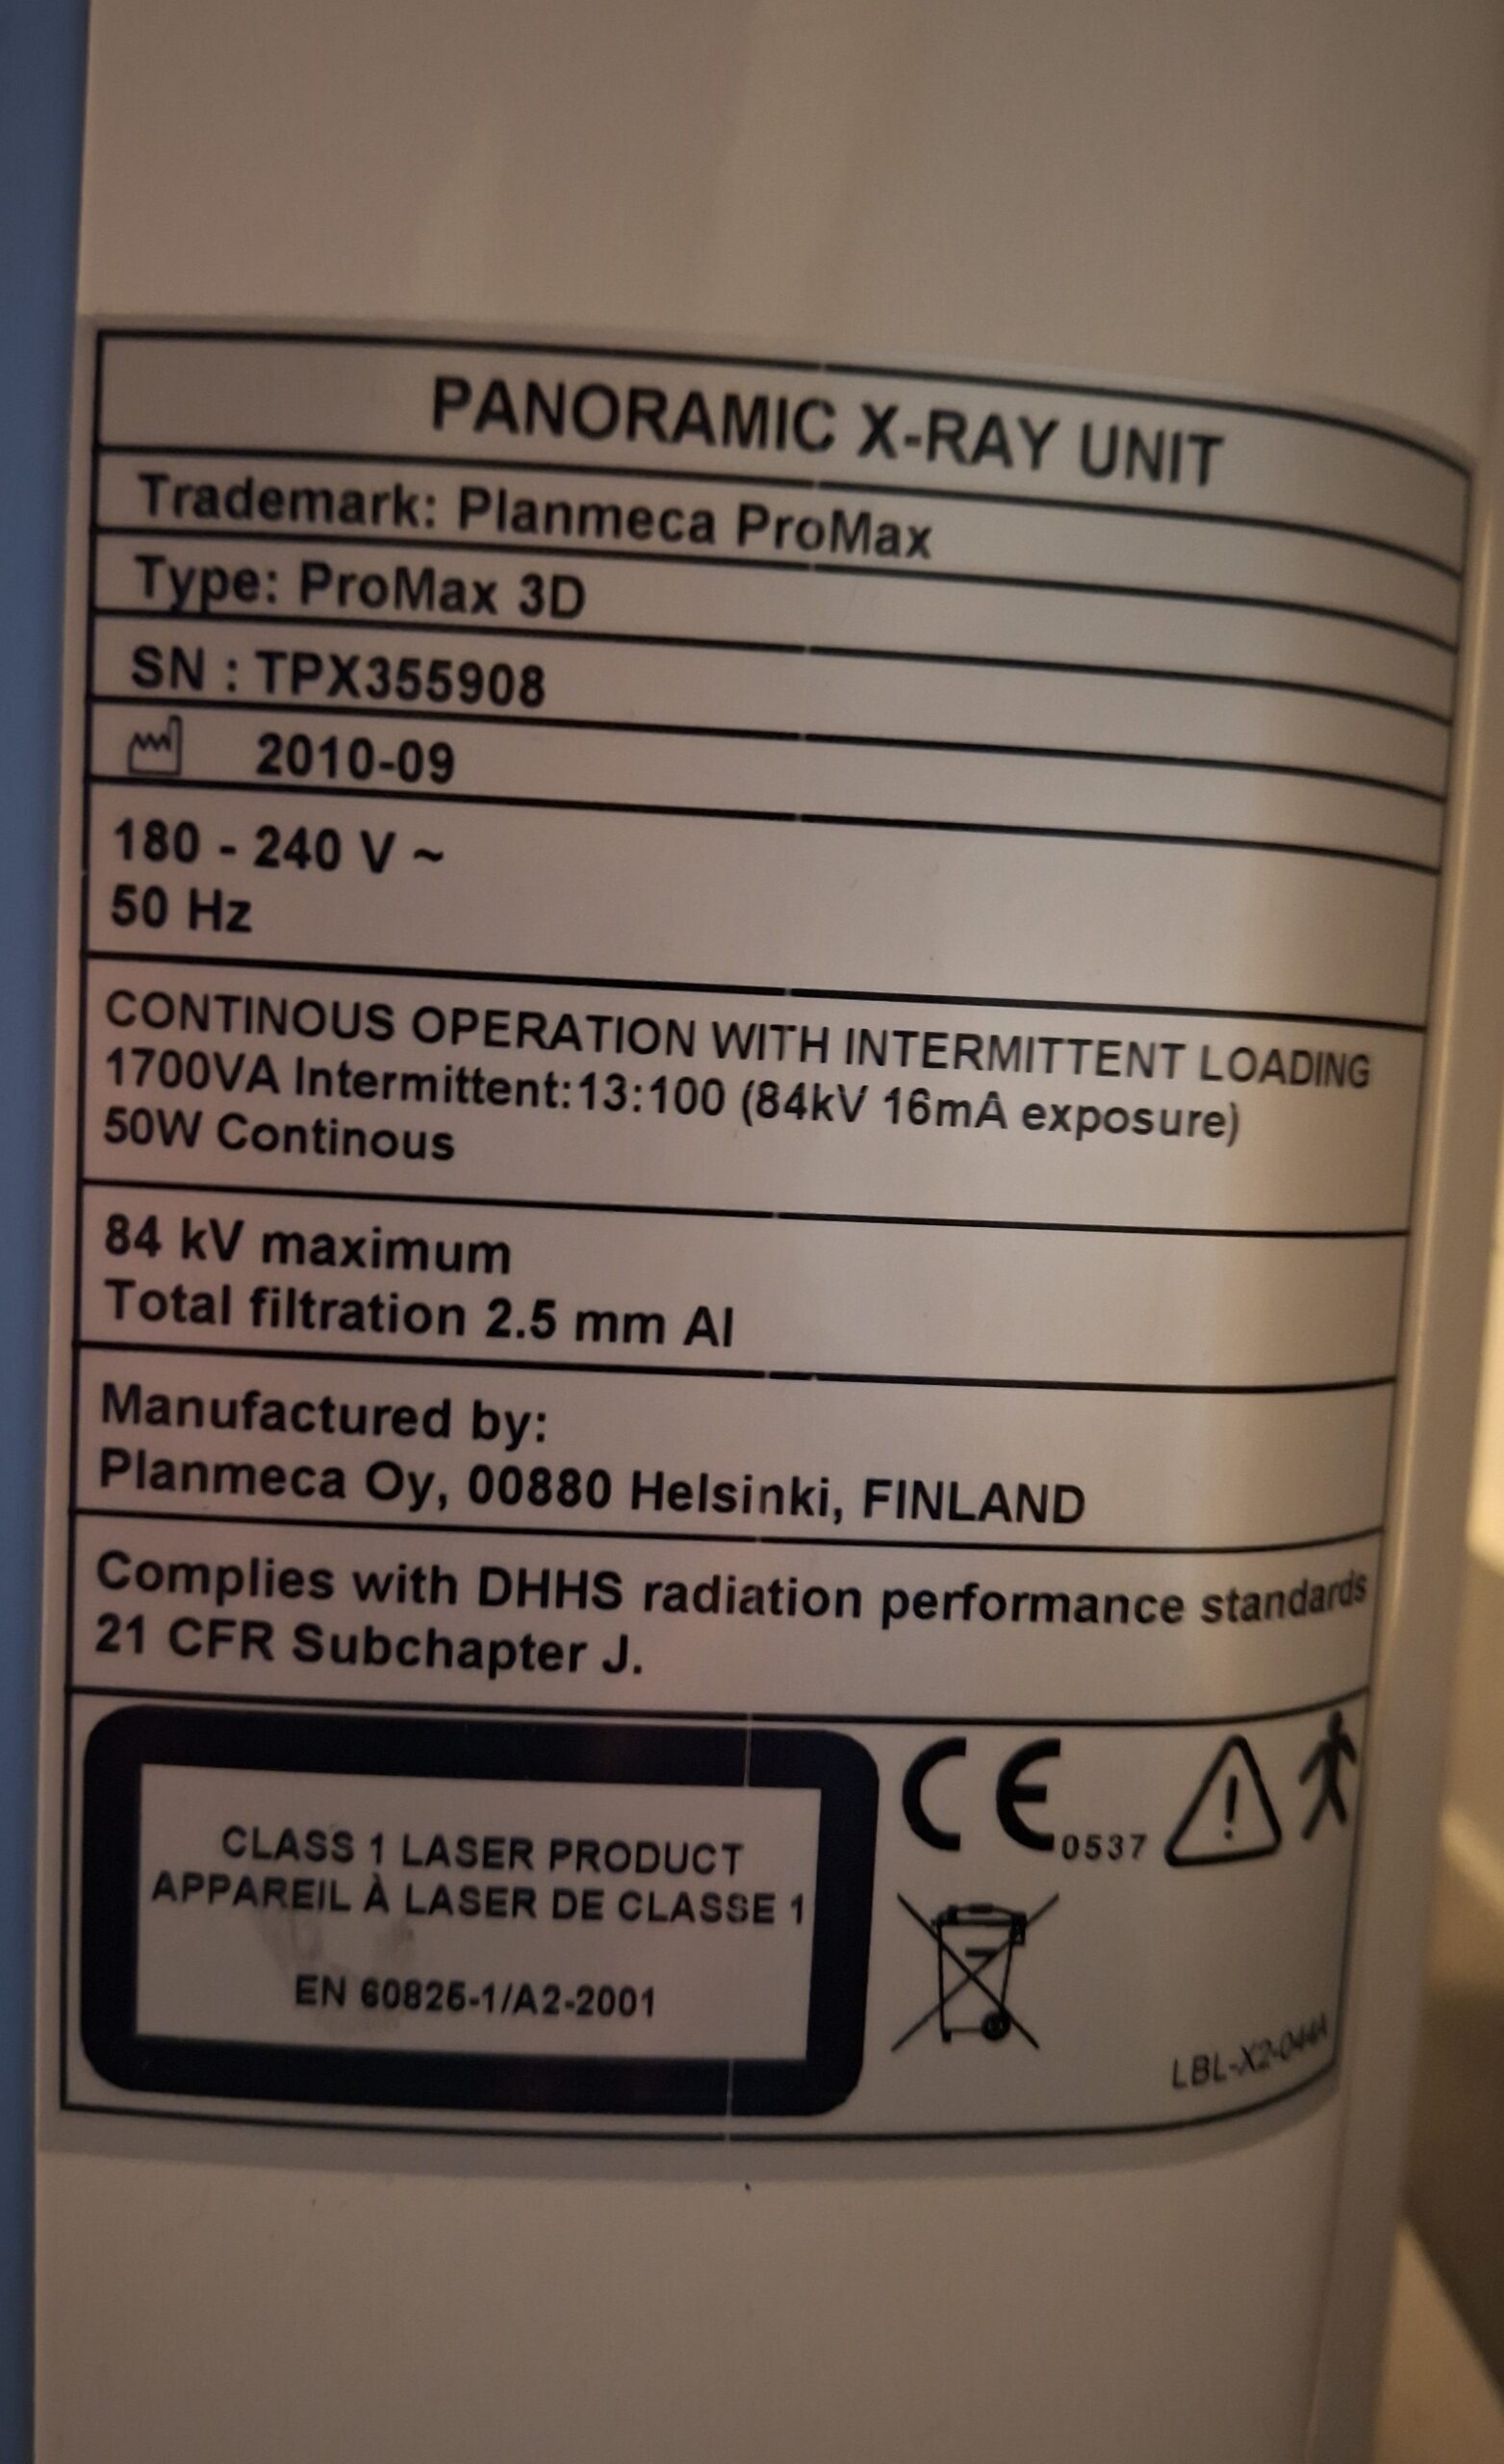 PANORAMIC X-RAY UNIT
Trademark: Planmeca ProMax
Type: ProMax 3D
SN : TPX355908
2010-09
180 - 240 V ~
50 Hz
CONTINOUS OPERATION WITH INTERMITTENT LOADING
1700VA Intermittent:13:100 (84kV 16mA exposure)
50W Continous
84 kV maximum
Total filtration 2.5 mm Al
Manufactured by:
Planmeca Oy, 00880 Helsinki, FINLAND
Complies with DHHS radiation performance standards
21 CFR Subchapter J.
CLASS 1 LASER PRODUCT
APPAREIL À LASER DE CLASSE 1
EN 60825-1/A2-2001
CE 0537
LBL-X2-044A